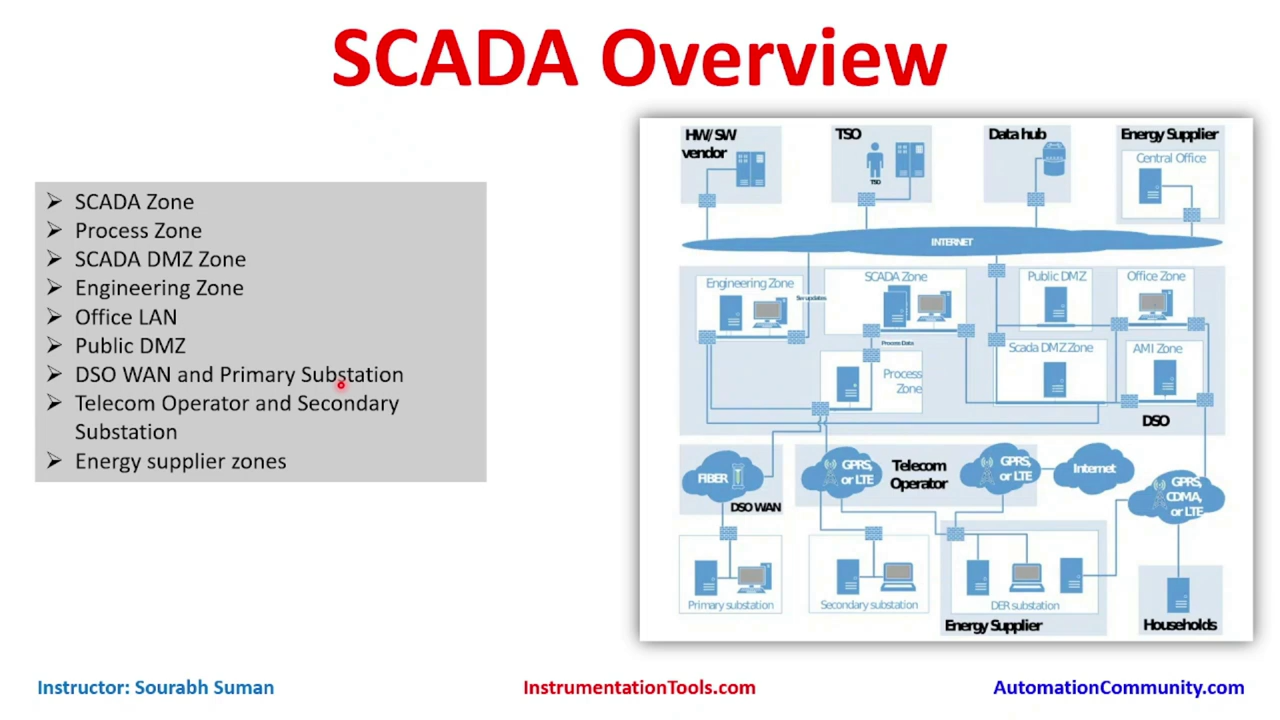 SCADA Overview
SCADA Zone
Process Zone
SCADA DMZ Zone
Engineering Zone
Office LAN
Public DMZ
DSO WAN and Primary Substation
Telecom Operator and Secondary
Substation
Energy supplier zones
HW/SW
vendor
TSO
TSO
Data hub
Energy Supplier
Central Office
INTERNET
Engineering Zone
SCADA Zone
Public DMZ
Office Zone
Process Data
Scada DMZ Zone
AMI Zone
Process
Zone
DSO
FIBER
DSO WAN
GPRS,
or LTE
Telecom
Operator
GPRS,
or LTE
Internet
GPRS,
CDMA,
or LTE
Primary substation
Secondary substation
DER substation
Energy Supplier
Households
Instructor: Sourabh Suman
InstrumentationTools.com
AutomationCommunity.com